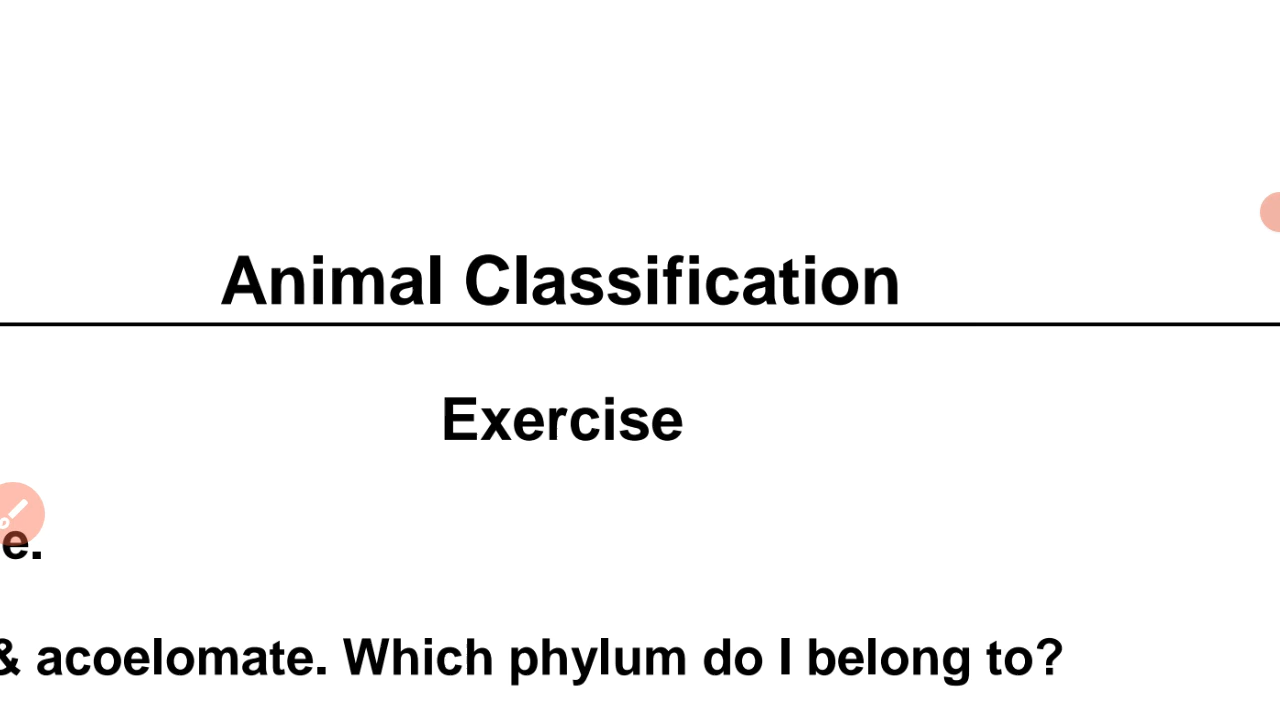 Animal Classification
Exercise
e.
& acoelomate. Which phylum do I belong to?